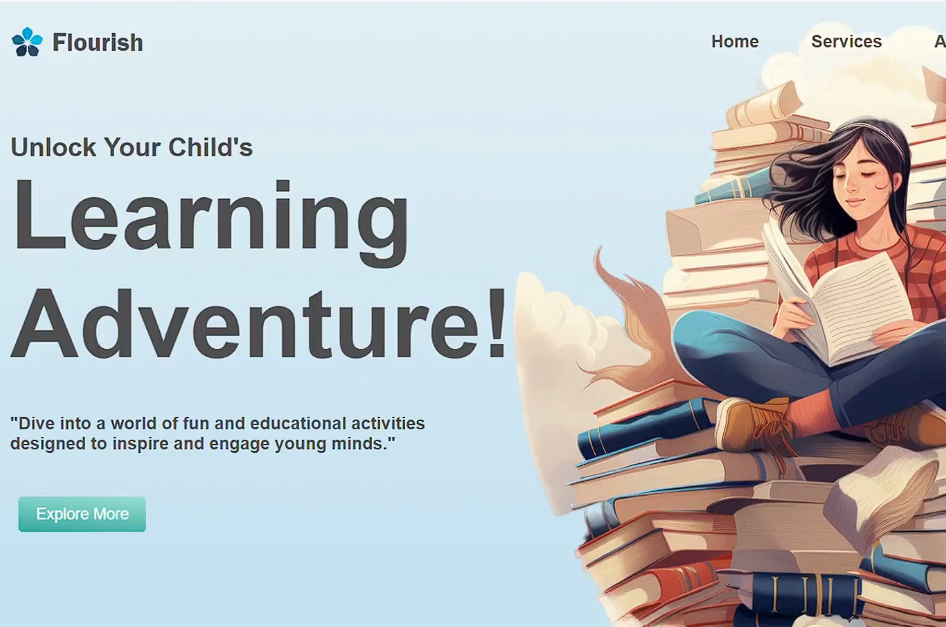 Flourish
Home Services A
Unlock Your Child's
Learning
Adventure!
"Dive into a world of fun and educational activities
designed to inspire and engage young minds."
Explore More